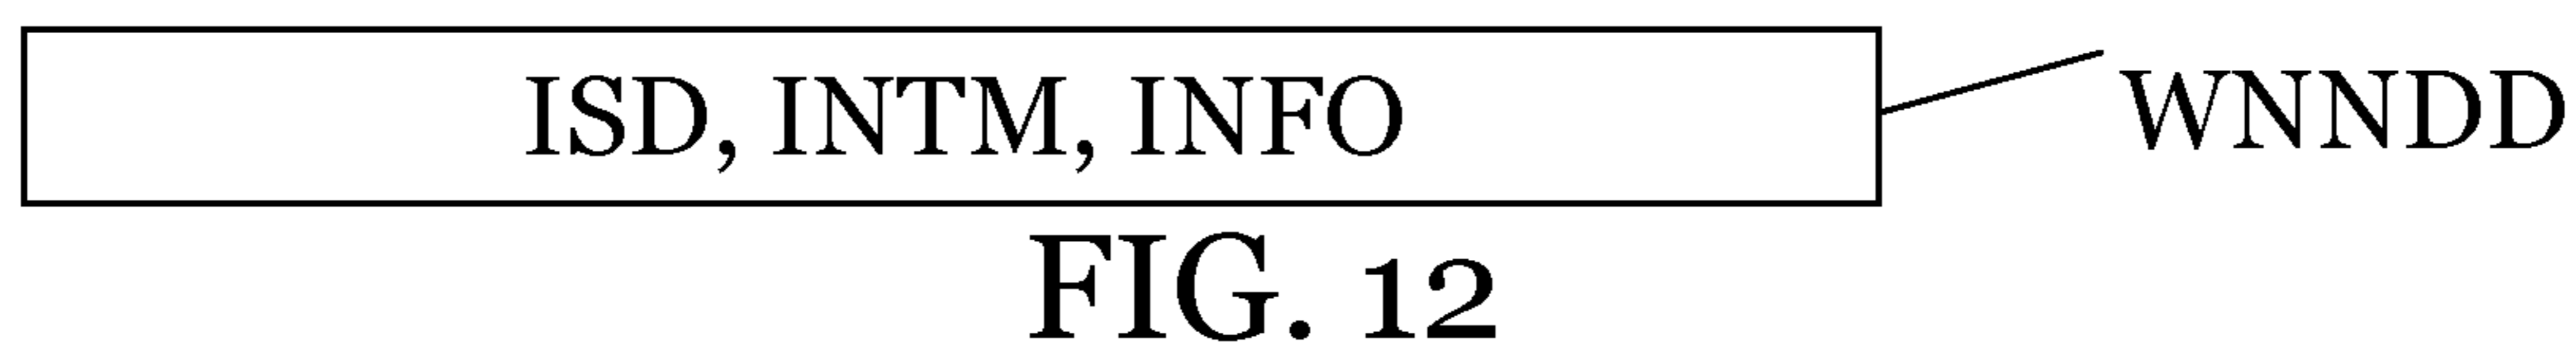 ISD, INTM, INFO
WNNDD
FIG. 12